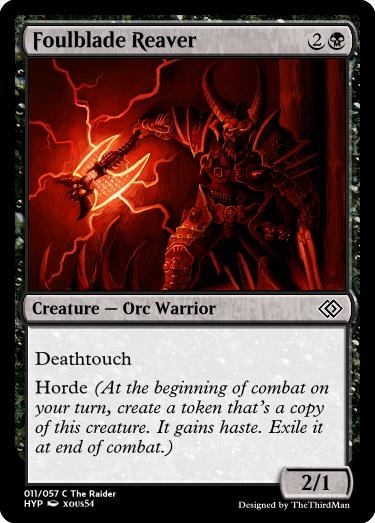 Foulblade Reaver 2
Creature — Orc Warrior
Deathtouch
Horde (At the beginning of combat on
your turn, create a token that's a copy
of this creature. It gains haste. Exile it
at end of combat.)
2/1
011/057 C The Raider
HYP XOUS54
Designed by TheThirdMan